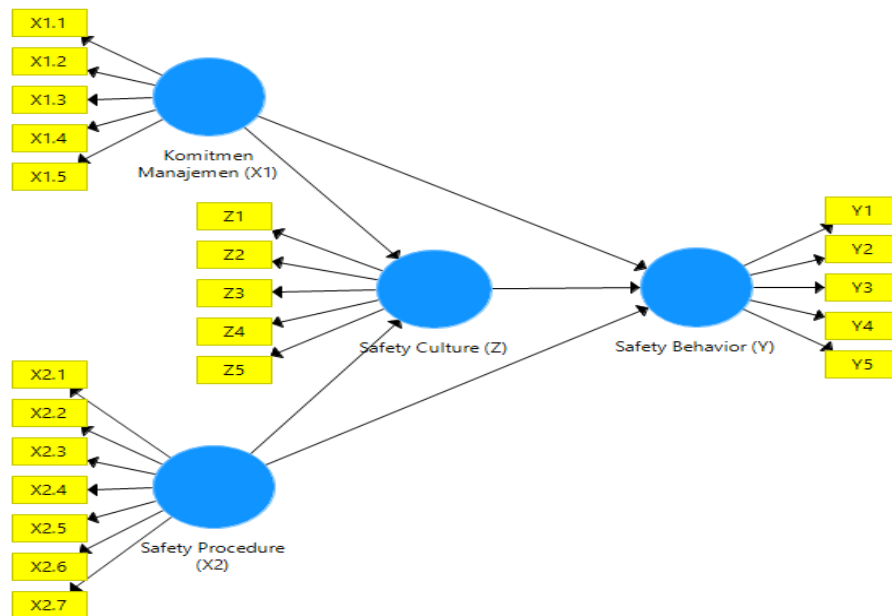 X1.1
X1.2
X1.3
X1.4
X1.5
Komitmen
Manajemen (X1)
Z1
Z2
Z3
Z4
Z5
Safety Culture (Z)
Y1
Y2
Y3
Y4
Y5
Safety Behavior (Y)
X2.1
X2.2
X2.3
X2.4
X2.5
X2.6
X2.7
Safety Procedure
(X2)